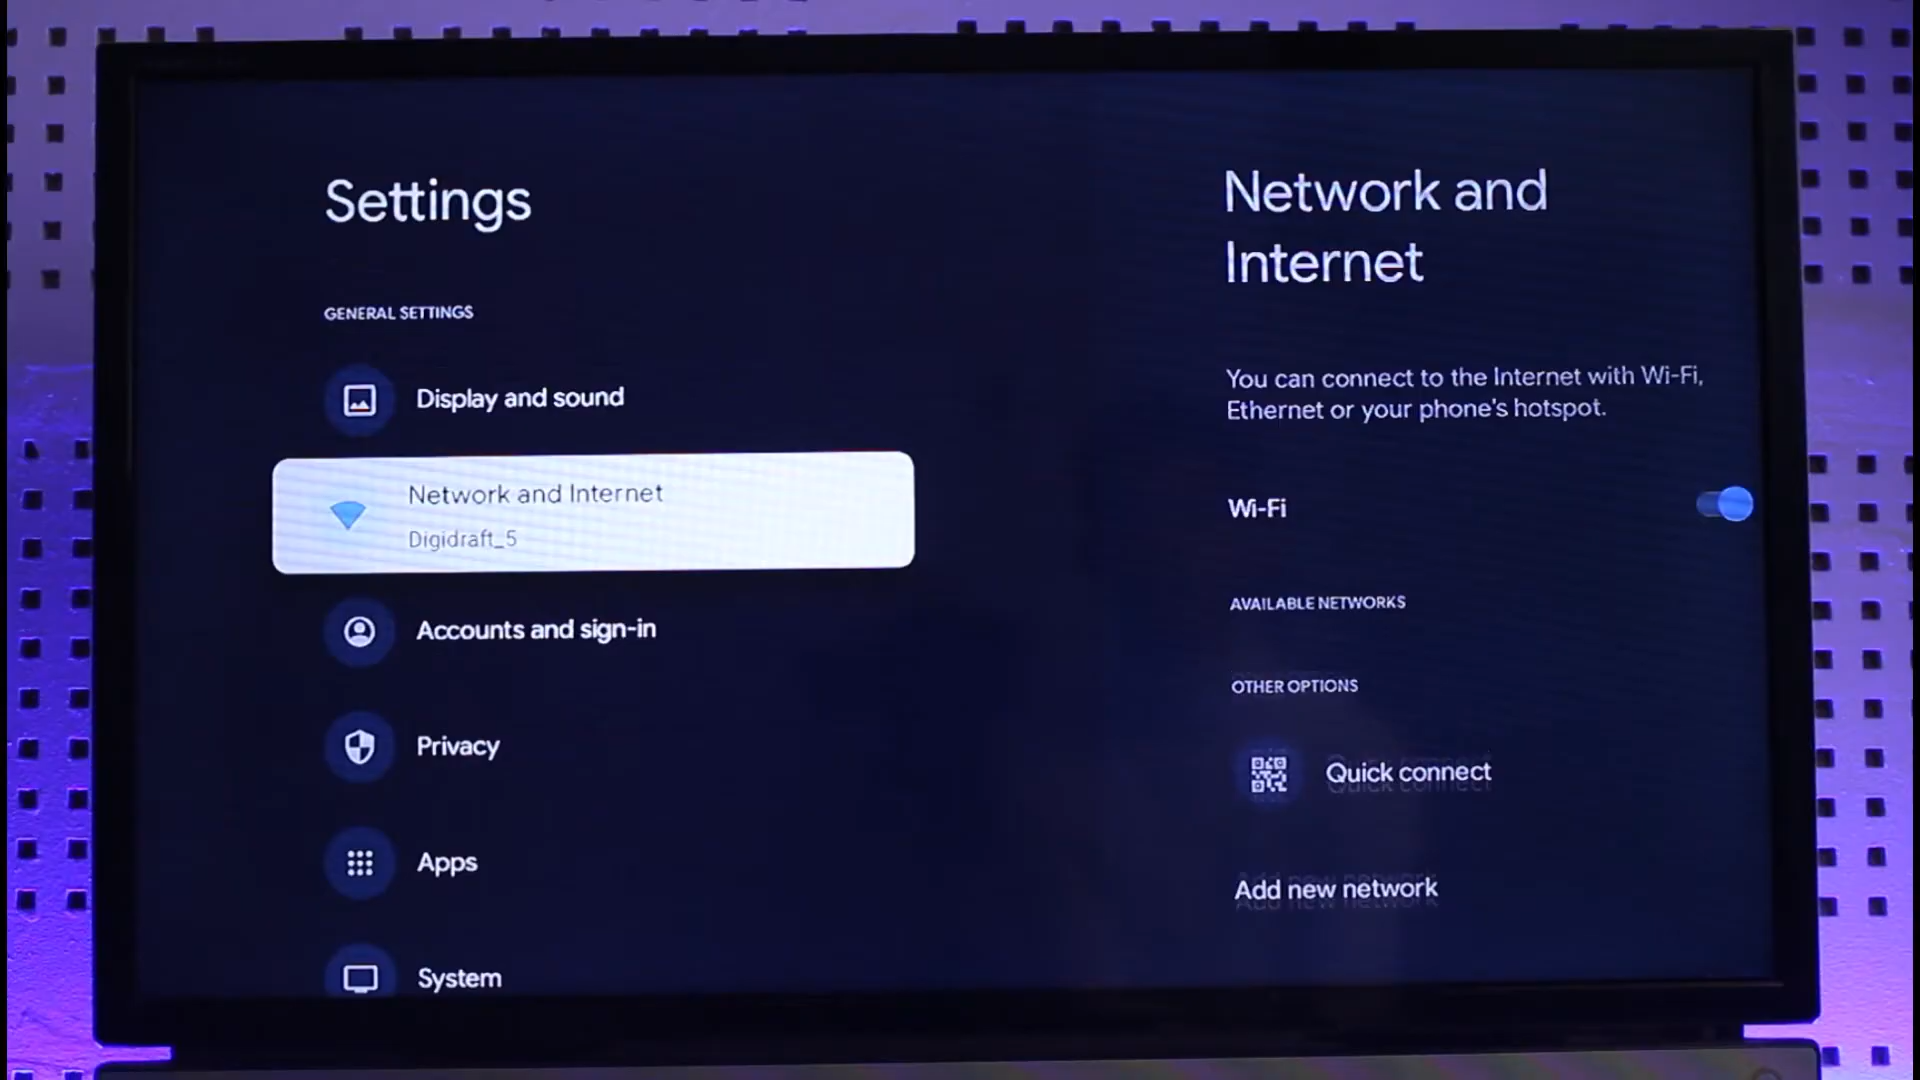 Settings
GENERAL SETTINGS
Display and sound
Network and Internet
Digidraft_5
Accounts and sign-in
Privacy
Apps
System
Network and
Internet
You can connect to the Internet with Wi-Fi,
Ethernet or your phone's hotspot.
Wi-Fi
AVAILABLE NETWORKS
OTHER OPTIONS
Quick connect
Add new network